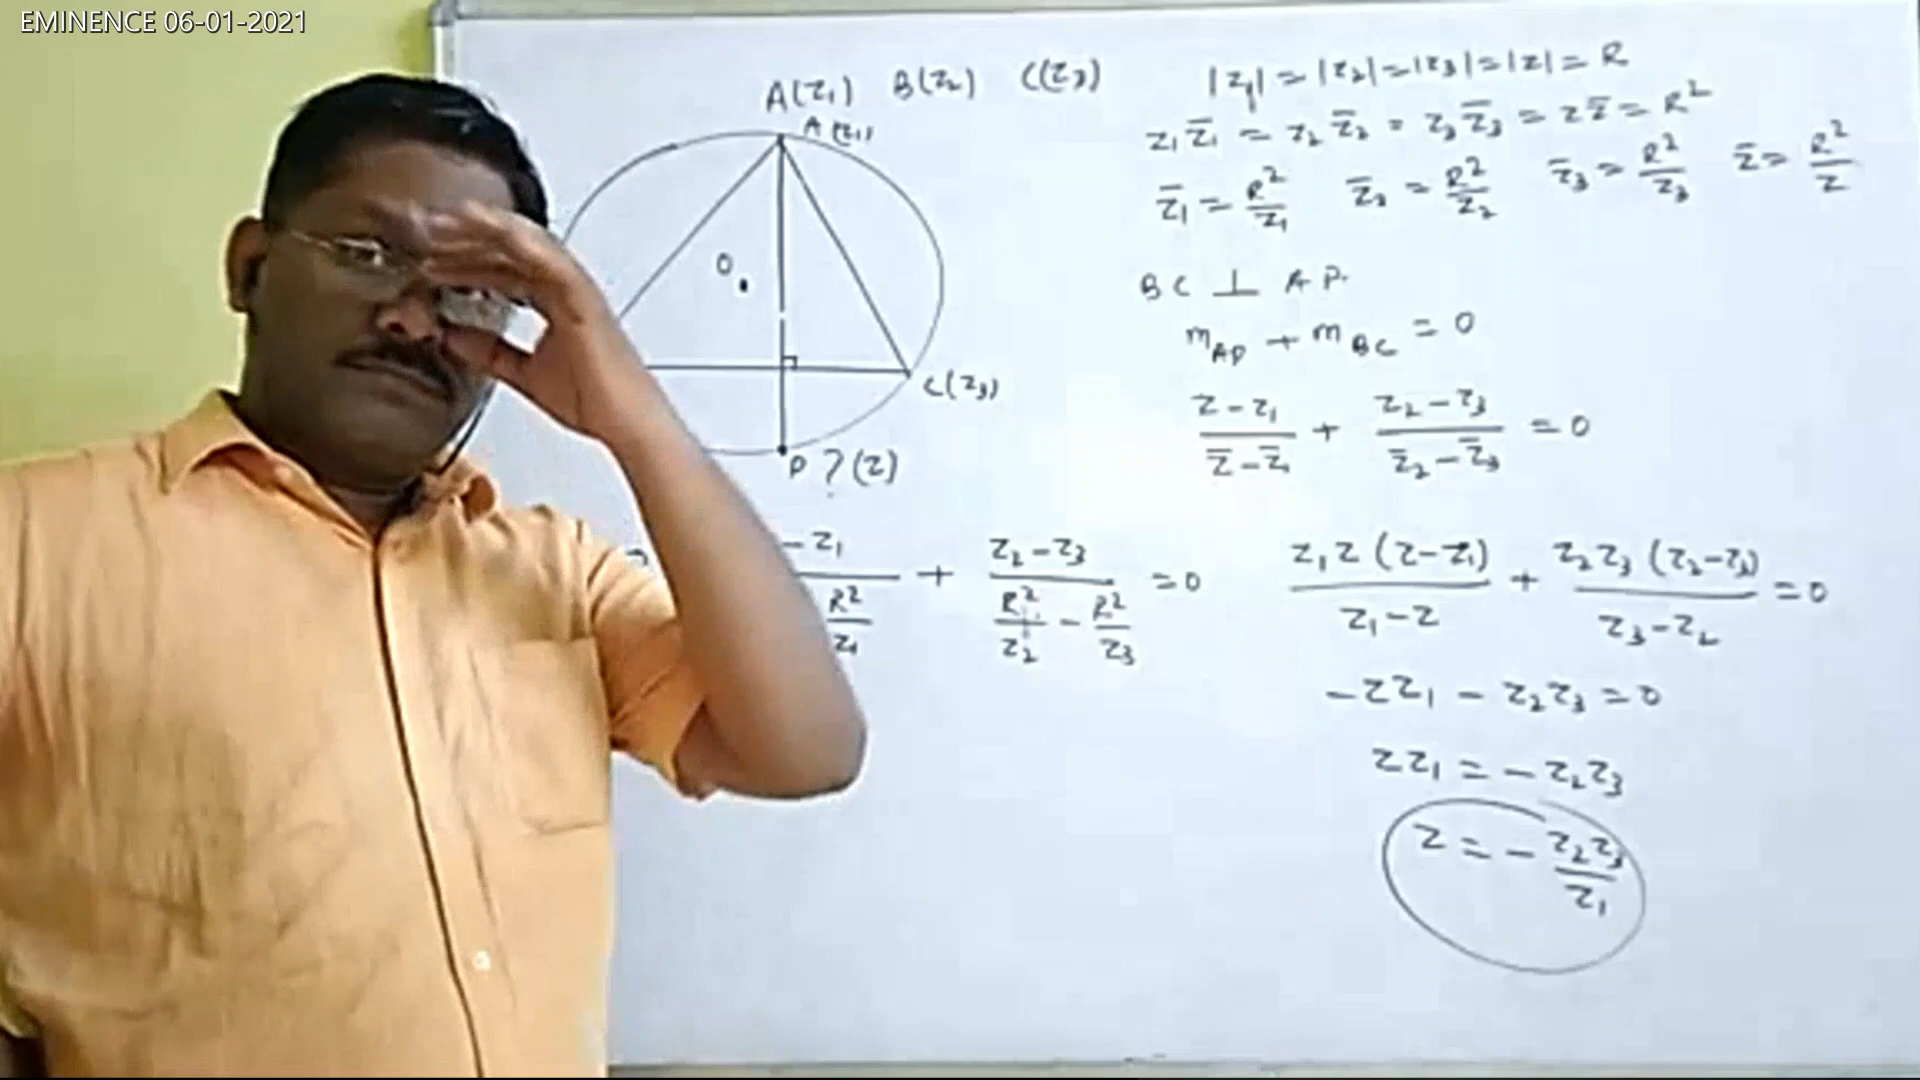 EMINENCE 06-01-2021
A(z₁) B(z₂) C(z₃)
A(z₁)
O
C(z₃)
P ? (z)
|z₁| = |z₂| = |z₃| = |z| = R
z₁z̄₁ = z₂z̄₂ = z₃z̄₃ = zz̄ = R²
z̄₁ = R²/z₁ z̄₂ = R²/z₂ z̄₃ = R²/z₃ z̄ = R²/z
BC ⊥ AP.
m_AP + m_BC = 0
(z - z₁)/(z̄ - z̄₁) + (z₂ - z₃)/(z̄₂ - z̄₃) = 0
- z₁ / R²/z₁ + (z₂ - z₃)/(R²/z₂ - R²/z₃) = 0
z₁z(z - z₁)/(z₁ - z) + z₂z₃(z₂ - z₃)/(z₃ - z₂) = 0
- zz₁ - z₂z₃ = 0
zz₁ = - z₂z₃
z = - z₂z₃/z₁